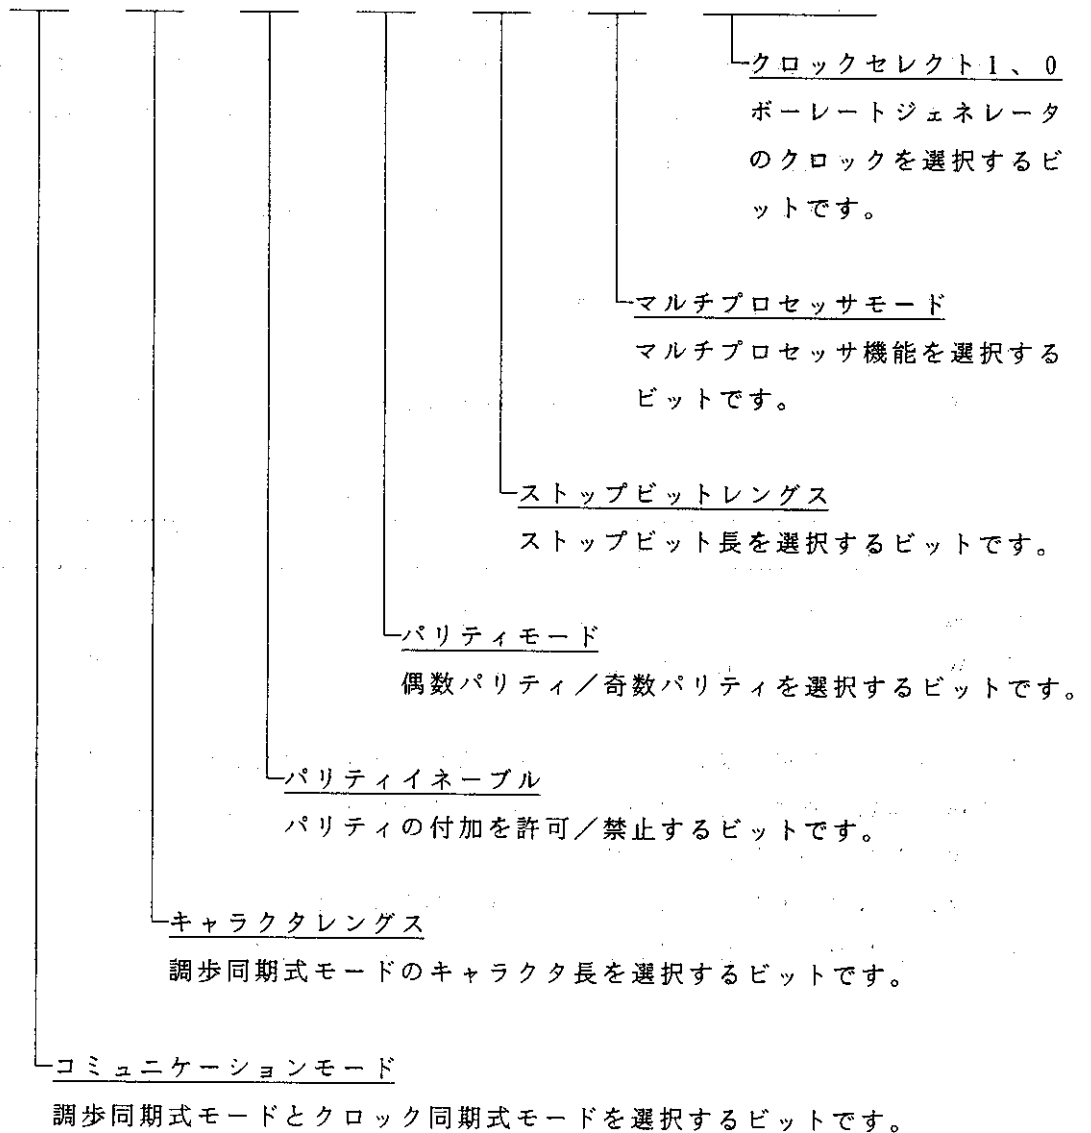 クロックセレクト1、0
ボーレートジェネレータ
のクロックを選択するビ
ットです。
マルチプロセッサモード
マルチプロセッサ機能を選択する
ビットです。
ストップビットレングス
ストップビット長を選択するビットです。
パリティモード
偶数パリティ／奇数パリティを選択するビットです。
パリティイネーブル
パリティの付加を許可／禁止するビットです。
キャラクタレングス
調歩同期式モードのキャラクタ長を選択するビットです。
コミュニケーションモード
調歩同期式モードとクロック同期式モードを選択するビットです。